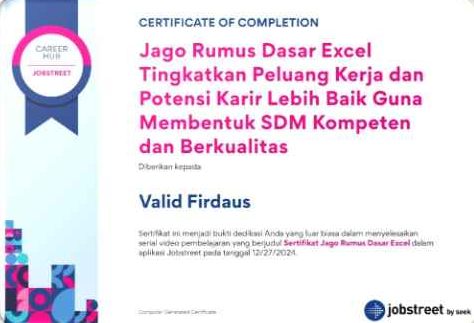 CAREER
HUB
JOBSTREET
CERTIFICATE OF COMPLETION
Jago Rumus Dasar Excel
Tingkatkan Peluang Kerja dan
Potensi Karir Lebih Baik Guna
Membentuk SDM Kompeten
dan Berkualitas
Diberikan kepada
Valid Firdaus
Sertifikat ini menjadi bukti dedikasi Anda yang luar biasa dalam menyelesaikan
serial video pembelajaran yang berjudul Sertifikat Jago Rumus Dasar Excel dalam
aplikasi Jobstreet pada tanggal 12/27/2024.
Computer Generated Certificate
jobstreet by seek